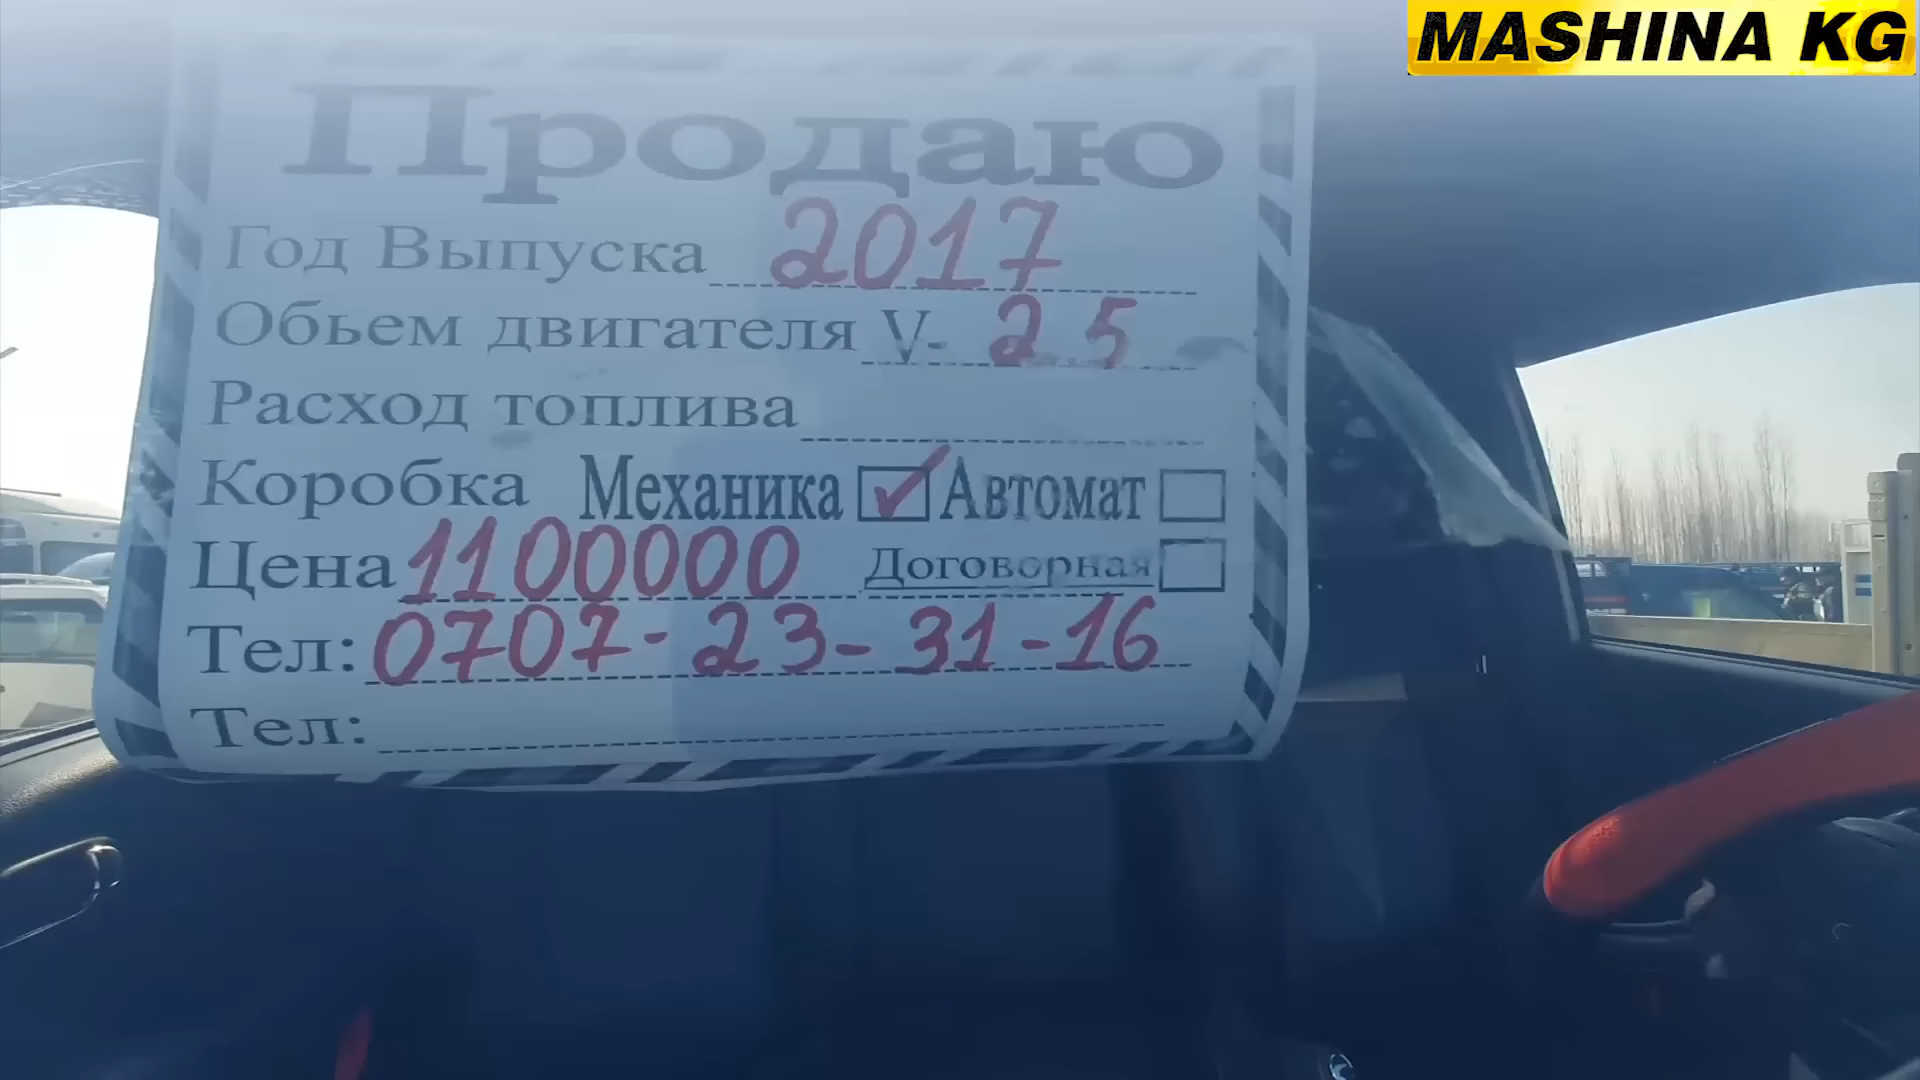 MASHINA KG
Продаю
Год Выпуска 2017
Обьем двигателя V- 2 5
Расход топлива
Коробка Механика ✓ Автомат
Цена 1100000 Договорная
Тел: 0707-23-31-16
Тел: